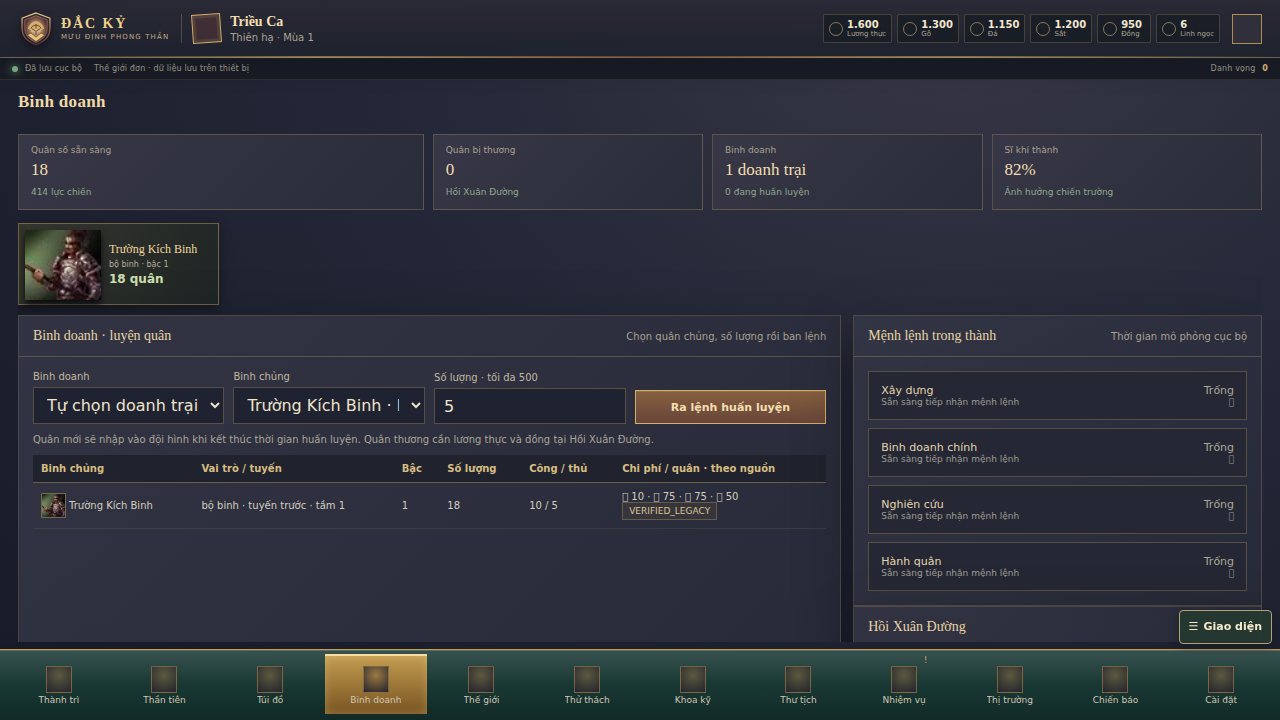 ĐẮC KỶ
MƯU ĐỊNH PHONG THẦN
Triều Ca
Thiên hạ · Mùa 1
1.600
Lương thực
1.300
Gỗ
1.150
Đá
1.200
Sắt
950
Đồng
6
Linh ngọc
Đã lưu cục bộ
Thế giới đơn · dữ liệu lưu trên thiết bị
Danh vọng 0
Binh doanh
Quân số sẵn sàng
18
414 lực chiến
Quân bị thương
0
Hồi Xuân Đường
Binh doanh
1 doanh trại
0 đang huấn luyện
Sĩ khí thành
82%
Ảnh hưởng chiến trường
Trường Kích Binh
bộ binh · bậc 1
18 quân
Binh doanh · luyện quân
Chọn quân chủng, số lượng rồi ban lệnh
Binh doanh
Binh chủng
Số lượng · tối đa 500
Tự chọn doanh trại
Trường Kích Binh ·
5
Ra lệnh huấn luyện
Quân mới sẽ nhập vào đội hình khi kết thúc thời gian huấn luyện. Quân thương cần lương thực và đồng tại Hồi Xuân Đường.
Binh chủng Vai trò / tuyến Bậc Số lượng Công / thủ Chi phí / quân · theo nguồn
Trường Kích Binh bộ binh · tuyến trước · tầm 1 1 18 10 / 5 10 · 75 · 75 · 50
VERIFIED_LEGACY
Mệnh lệnh trong thành
Thời gian mô phỏng cục bộ
Xây dựng Trống
Sẵn sàng tiếp nhận mệnh lệnh
Binh doanh chính Trống
Sẵn sàng tiếp nhận mệnh lệnh
Nghiên cứu Trống
Sẵn sàng tiếp nhận mệnh lệnh
Hành quân Trống
Sẵn sàng tiếp nhận mệnh lệnh
Hồi Xuân Đường
☰ Giao diện
Thành trì
Thần tiên
Túi đồ
Binh doanh
Thế giới
Thử thách
Khoa kỹ
Thư tịch
!
Nhiệm vụ
Thị trường
Chiến báo
Cài đặt